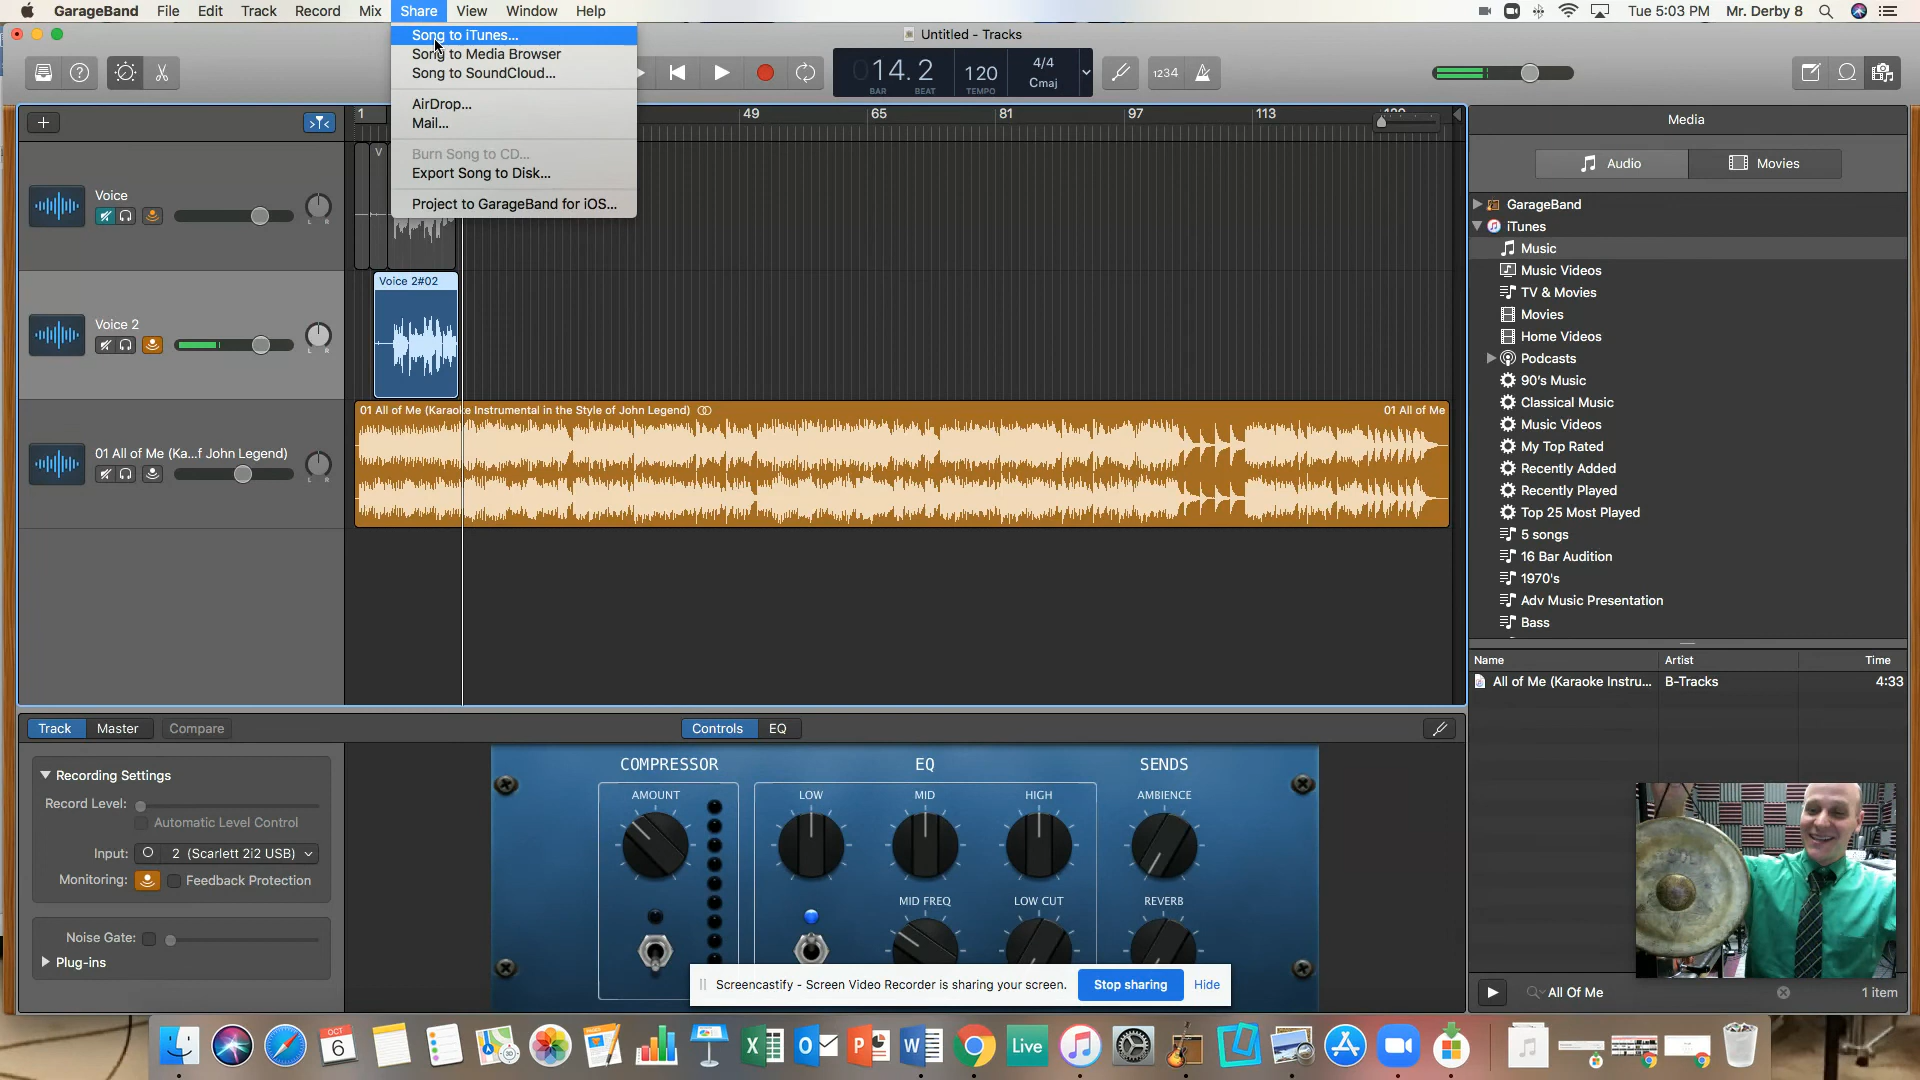 GarageBand File Edit Track Record Mix Share View Window Help
Tue 5:03 PM Mr. Derby 8
Untitled - Tracks
Song to iTunes...
Song to Media Browser
Song to SoundCloud...
AirDrop...
Mail...
Burn Song to CD...
Export Song to Disk...
Project to GarageBand for iOS...
14.2 120 4/4 Cmaj
BAR BEAT TEMPO
1234
1 49 65 81 97 113
Voice
L R
V
Voice 2
L R
Voice 2#02
01 All of Me (Ka...f John Legend)
L R
01 All of Me (Karaoke Instrumental in the Style of John Legend) 01 All of Me
Media
Audio Movies
GarageBand
iTunes
Music
Music Videos
TV & Movies
Movies
Home Videos
Podcasts
90's Music
Classical Music
Music Videos
My Top Rated
Recently Added
Recently Played
Top 25 Most Played
5 songs
16 Bar Audition
1970's
Adv Music Presentation
Bass
Name Artist Time
All of Me (Karaoke Instru... B-Tracks 4:33
All Of Me 1 item
Track Master Compare Controls EQ
Recording Settings
Record Level:
Automatic Level Control
Input: 2 (Scarlett 2i2 USB)
Monitoring: Feedback Protection
Noise Gate:
Plug-ins
COMPRESSOR EQ SENDS
AMOUNT LOW MID HIGH AMBIENCE
MID FREQ LOW CUT REVERB
Screencastify - Screen Video Recorder is sharing your screen. Stop sharing Hide
OCT
6
Live